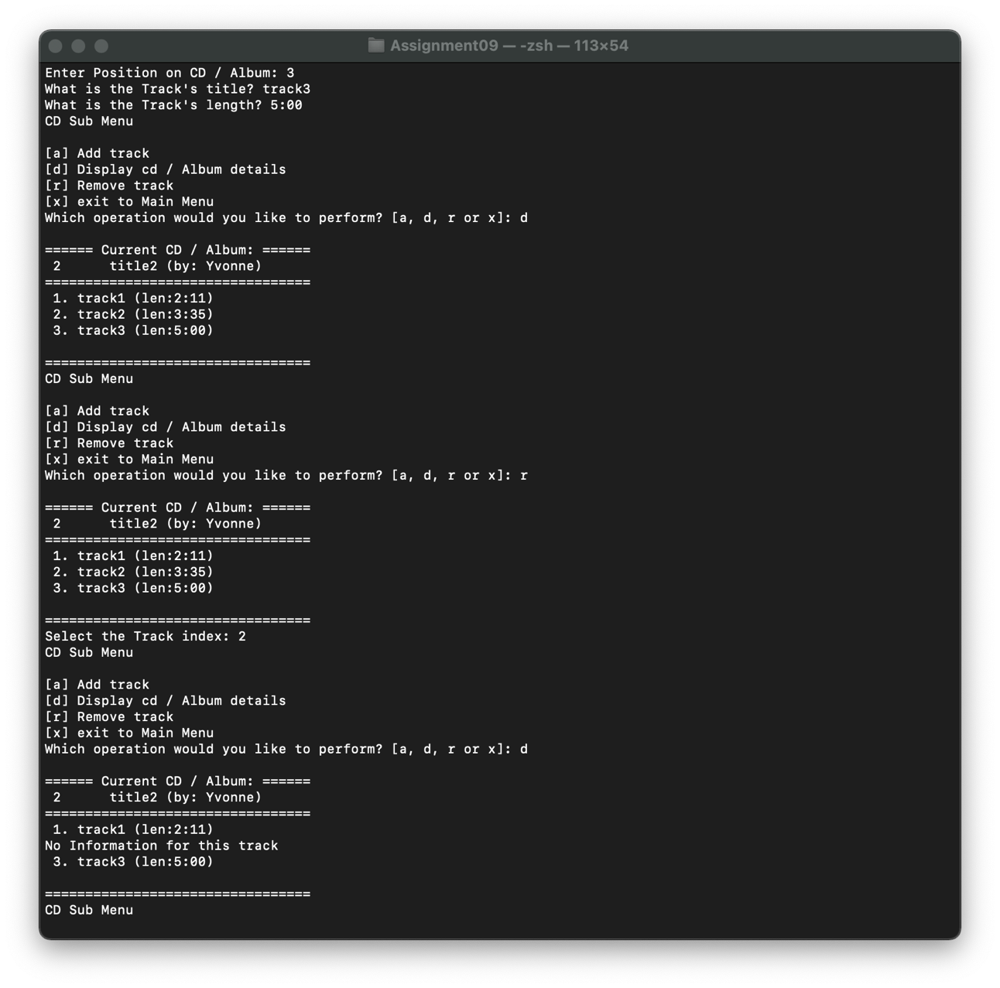 Assignment09 — -zsh — 113×54
Enter Position on CD / Album: 3
What is the Track's title? track3
What is the Track's length? 5:00
CD Sub Menu
[a] Add track
[d] Display cd / Album details
[r] Remove track
[x] exit to Main Menu
Which operation would you like to perform? [a, d, r or x]: d
====== Current CD / Album: ======
2      title2 (by: Yvonne)
=================================
1. track1 (len:2:11)
2. track2 (len:3:35)
3. track3 (len:5:00)
=================================
CD Sub Menu
[a] Add track
[d] Display cd / Album details
[r] Remove track
[x] exit to Main Menu
Which operation would you like to perform? [a, d, r or x]: r
====== Current CD / Album: ======
2      title2 (by: Yvonne)
=================================
1. track1 (len:2:11)
2. track2 (len:3:35)
3. track3 (len:5:00)
=================================
Select the Track index: 2
CD Sub Menu
[a] Add track
[d] Display cd / Album details
[r] Remove track
[x] exit to Main Menu
Which operation would you like to perform? [a, d, r or x]: d
====== Current CD / Album: ======
2      title2 (by: Yvonne)
=================================
1. track1 (len:2:11)
No Information for this track
3. track3 (len:5:00)
=================================
CD Sub Menu